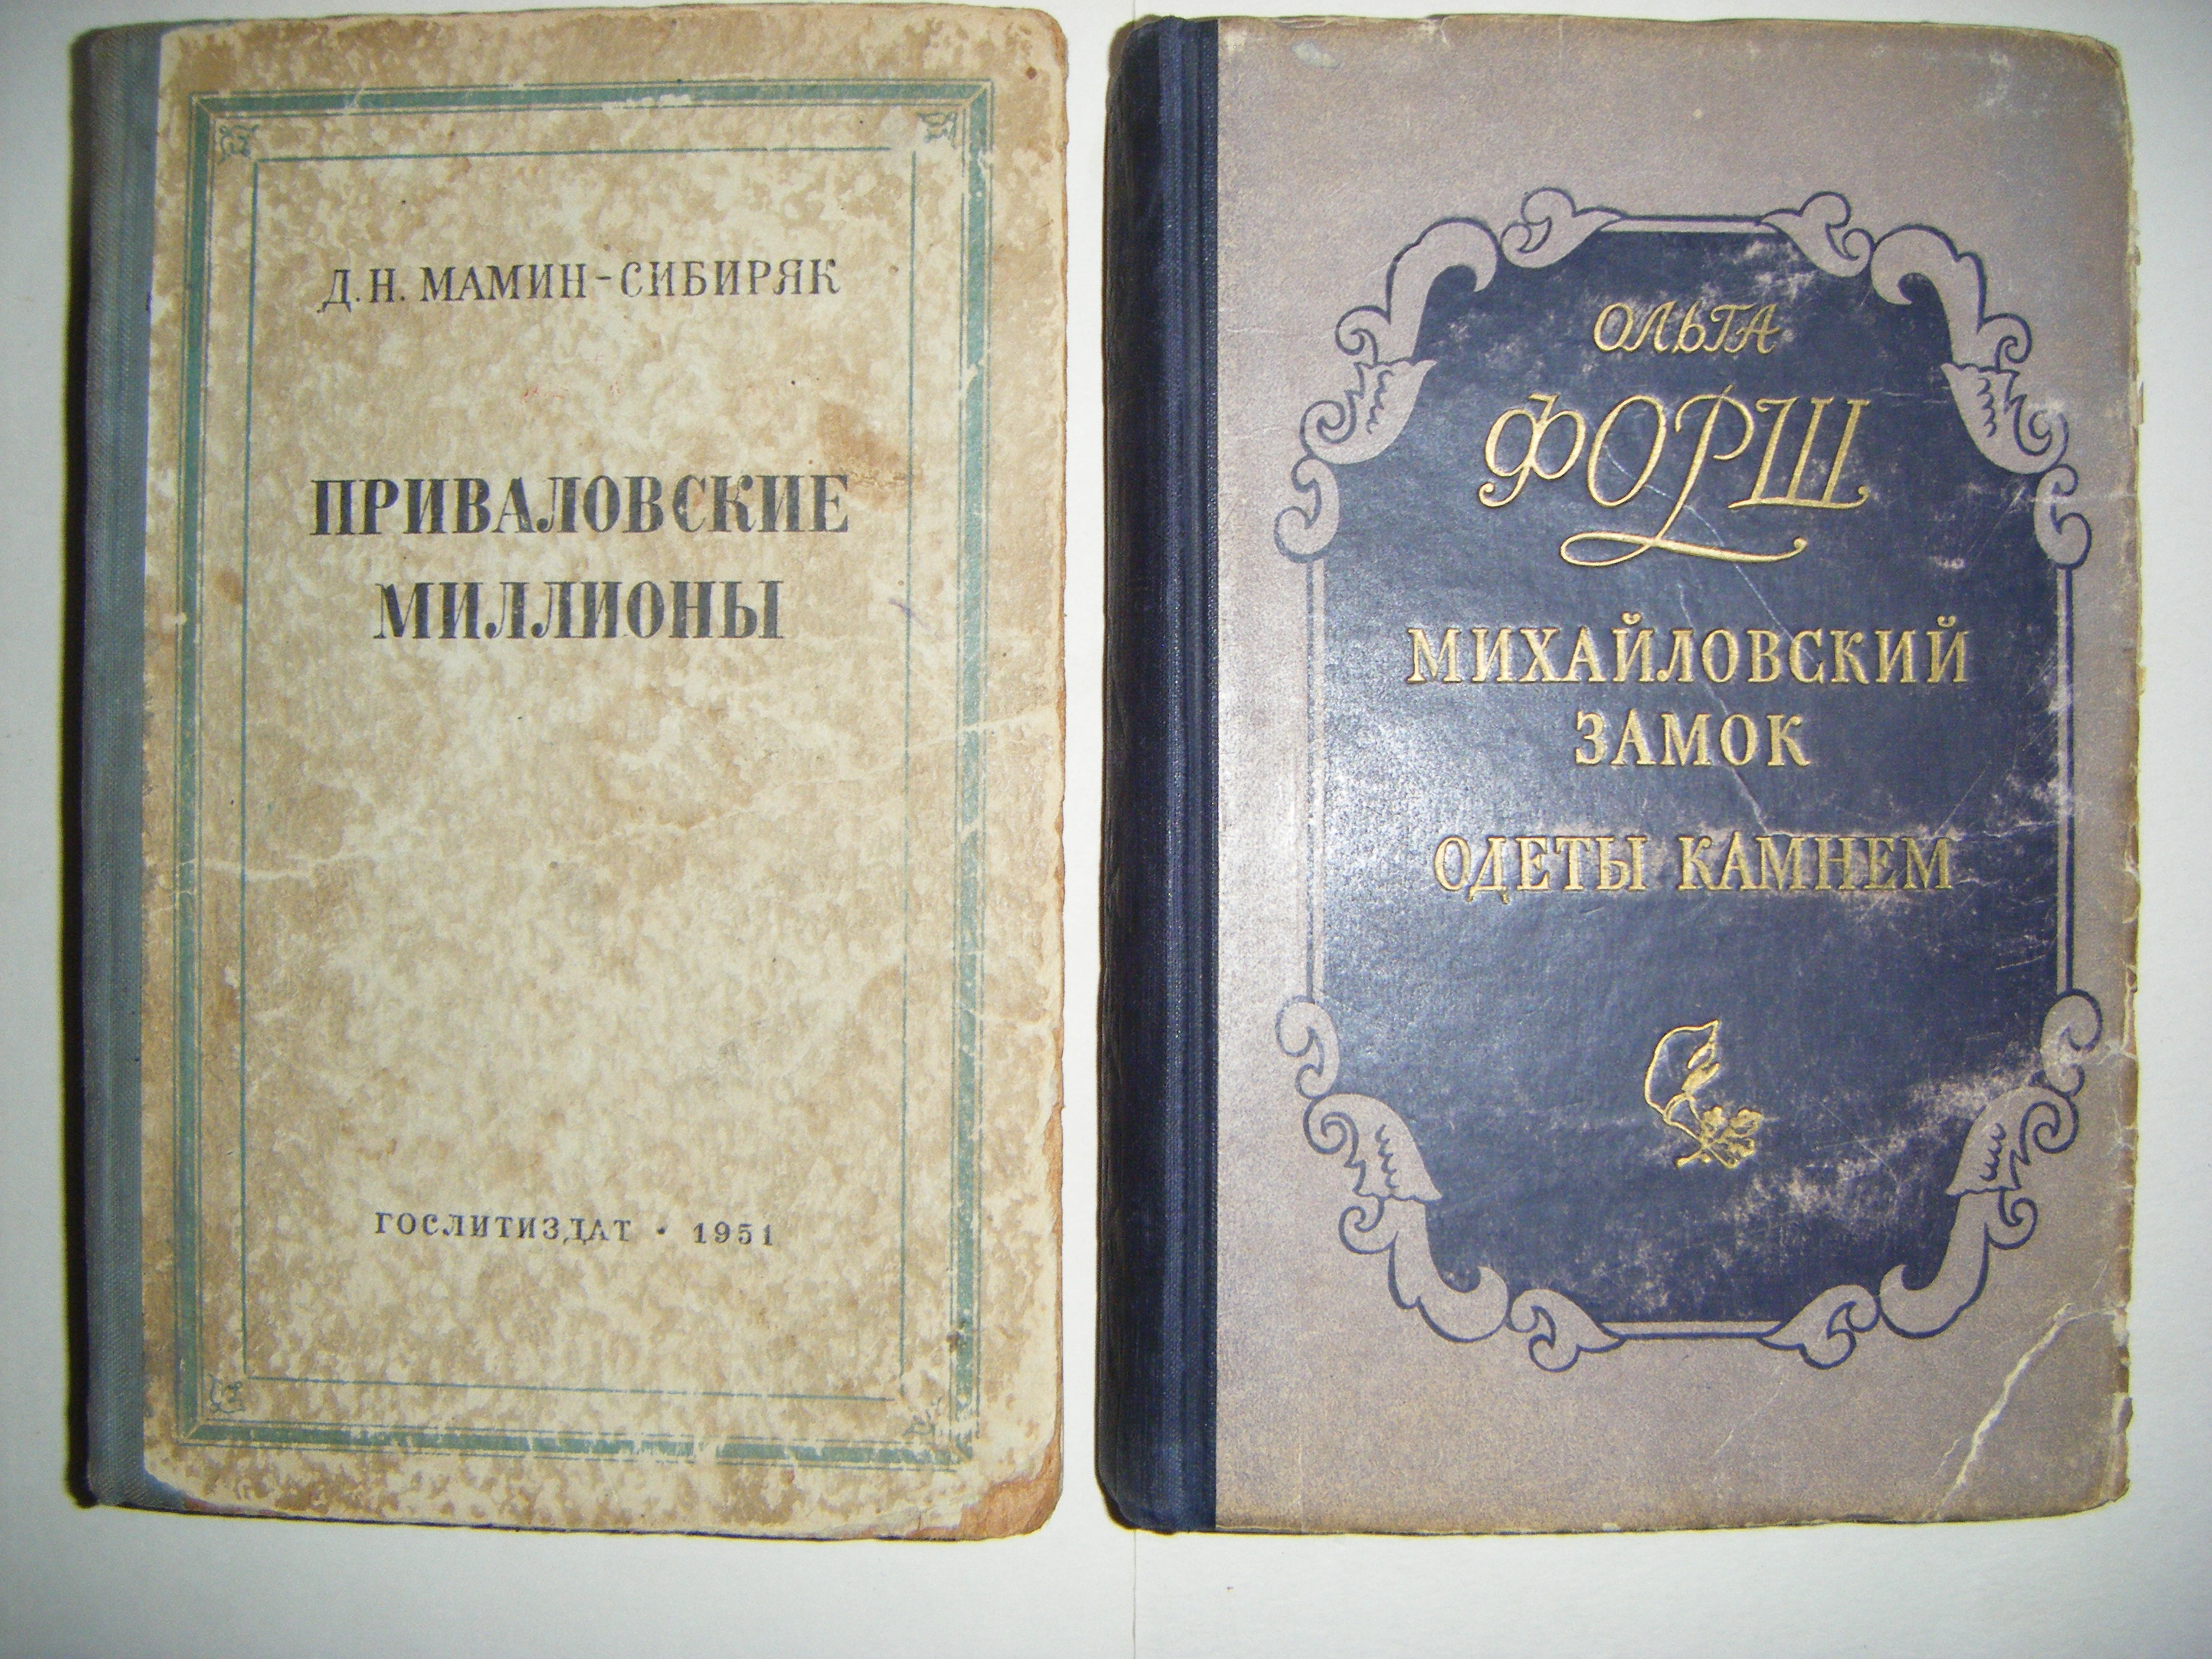 Д. Н. МАМИН-СИБИРЯК
ПРИВАЛОВСКИЕ
МИЛЛИОНЫ
ГОСЛИТИЗДАТ · 1951
ОЛЬГА
ФОРШ
МИХАЙЛОВСКИЙ
ЗАМОК
ОДЕТЫ КАМНЕМ